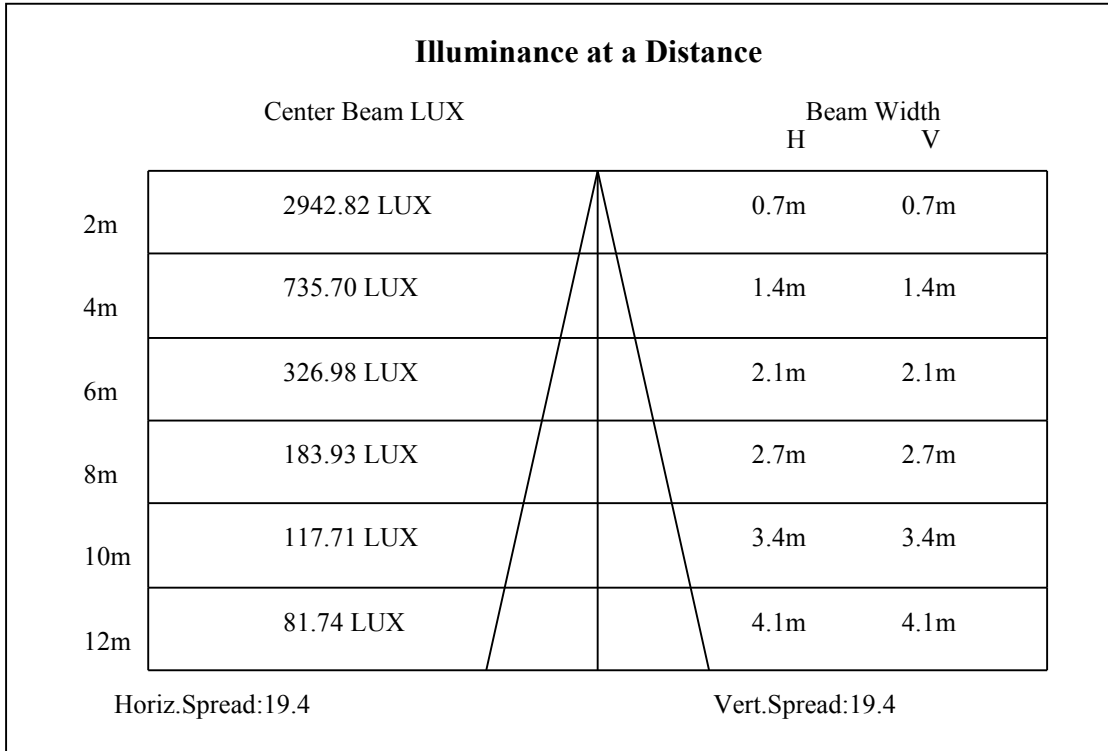 Illuminance at a Distance
Center Beam LUX Beam Width
H V
2m 2942.82 LUX 0.7m 0.7m
4m 735.70 LUX 1.4m 1.4m
6m 326.98 LUX 2.1m 2.1m
8m 183.93 LUX 2.7m 2.7m
10m 117.71 LUX 3.4m 3.4m
12m 81.74 LUX 4.1m 4.1m
Horiz.Spread:19.4 Vert.Spread:19.4